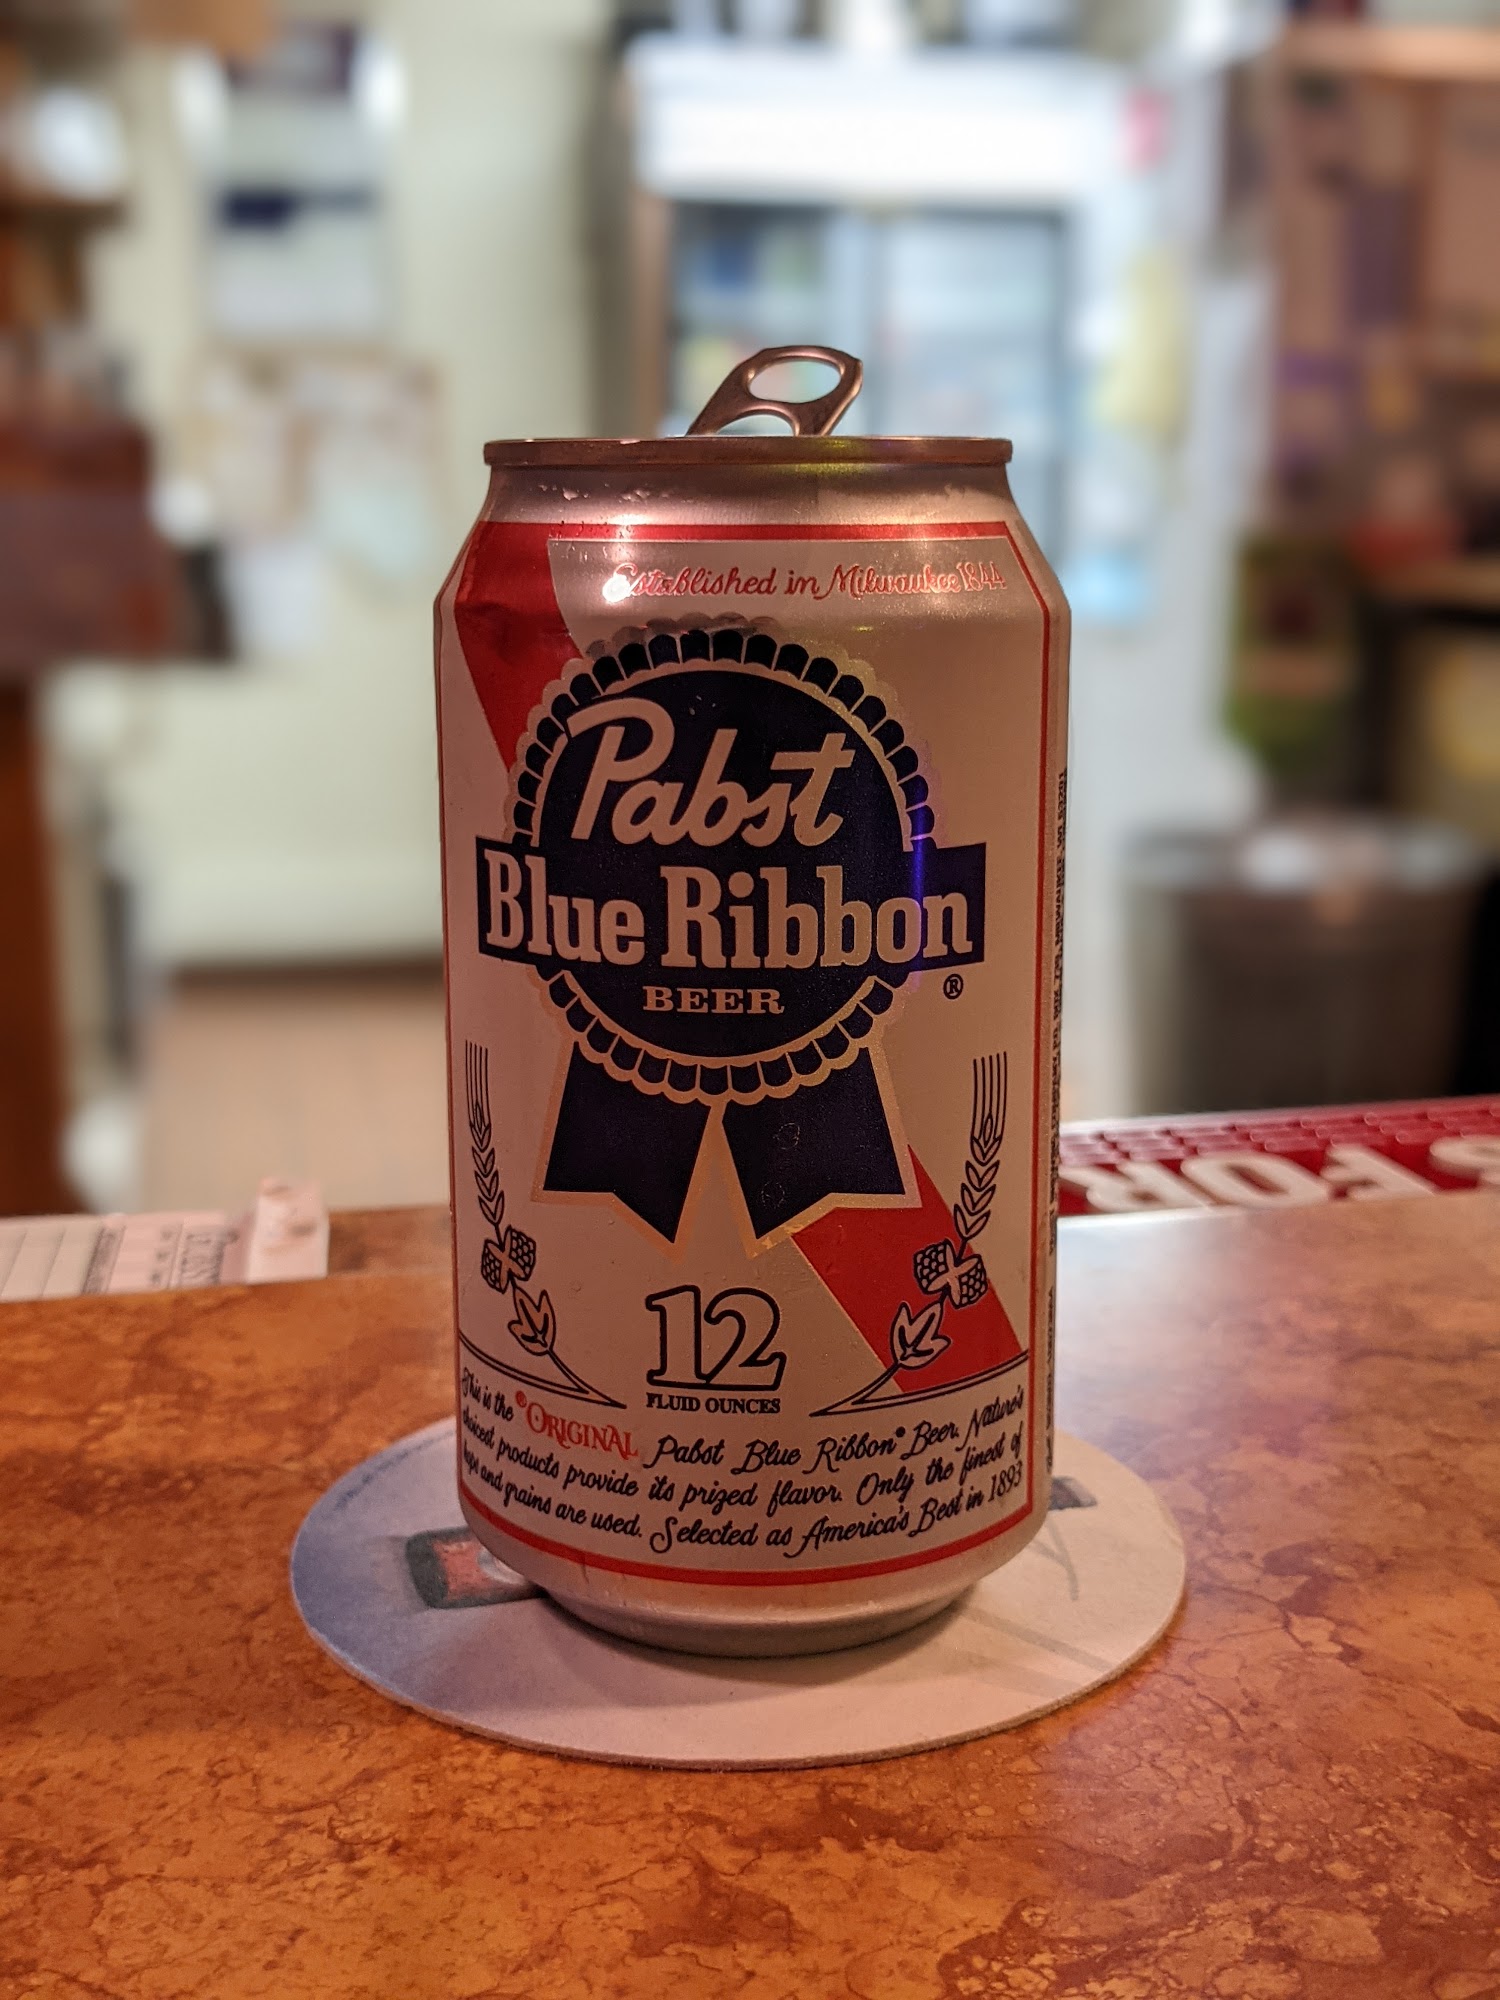 Established in Milwaukee 1844
Pabst
Blue Ribbon
®
BEER
12
FLUID OUNCES
This is the ®ORIGINAL Pabst Blue Ribbon® Beer. Nature's
choicest products provide its prized flavor. Only the finest of
hops and grains are used. Selected as America's Best in 1893
S FOR